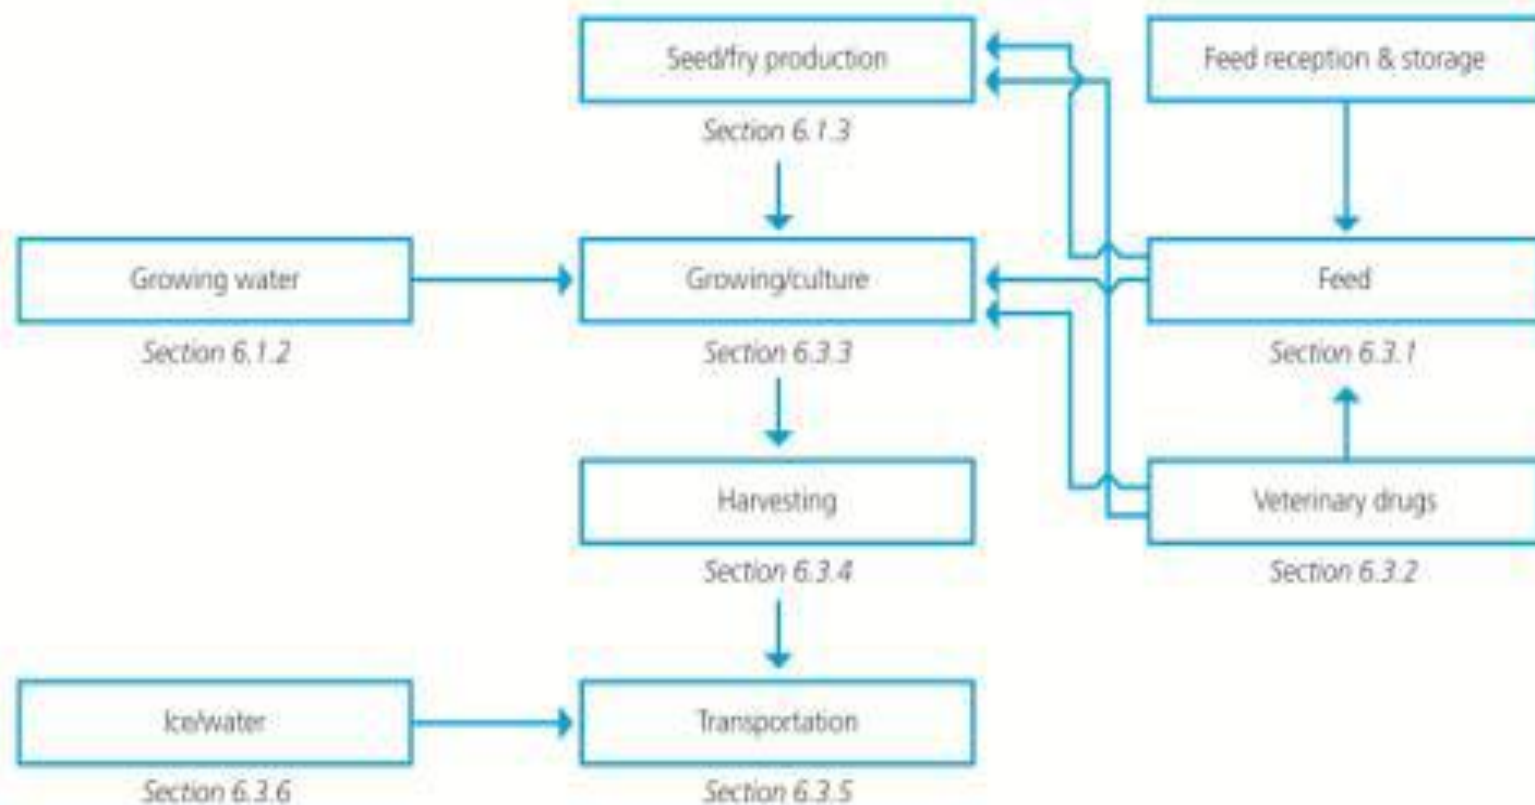 Seed/fry production
Feed reception & storage
Section 6.1.3
Growing water
Growing/culture
Feed
Section 6.1.2
Section 6.3.3
Section 6.3.1
Harvesting
Veterinary drugs
Section 6.3.4
Section 6.3.2
Ice/water
Transportation
Section 6.3.6
Section 6.3.5